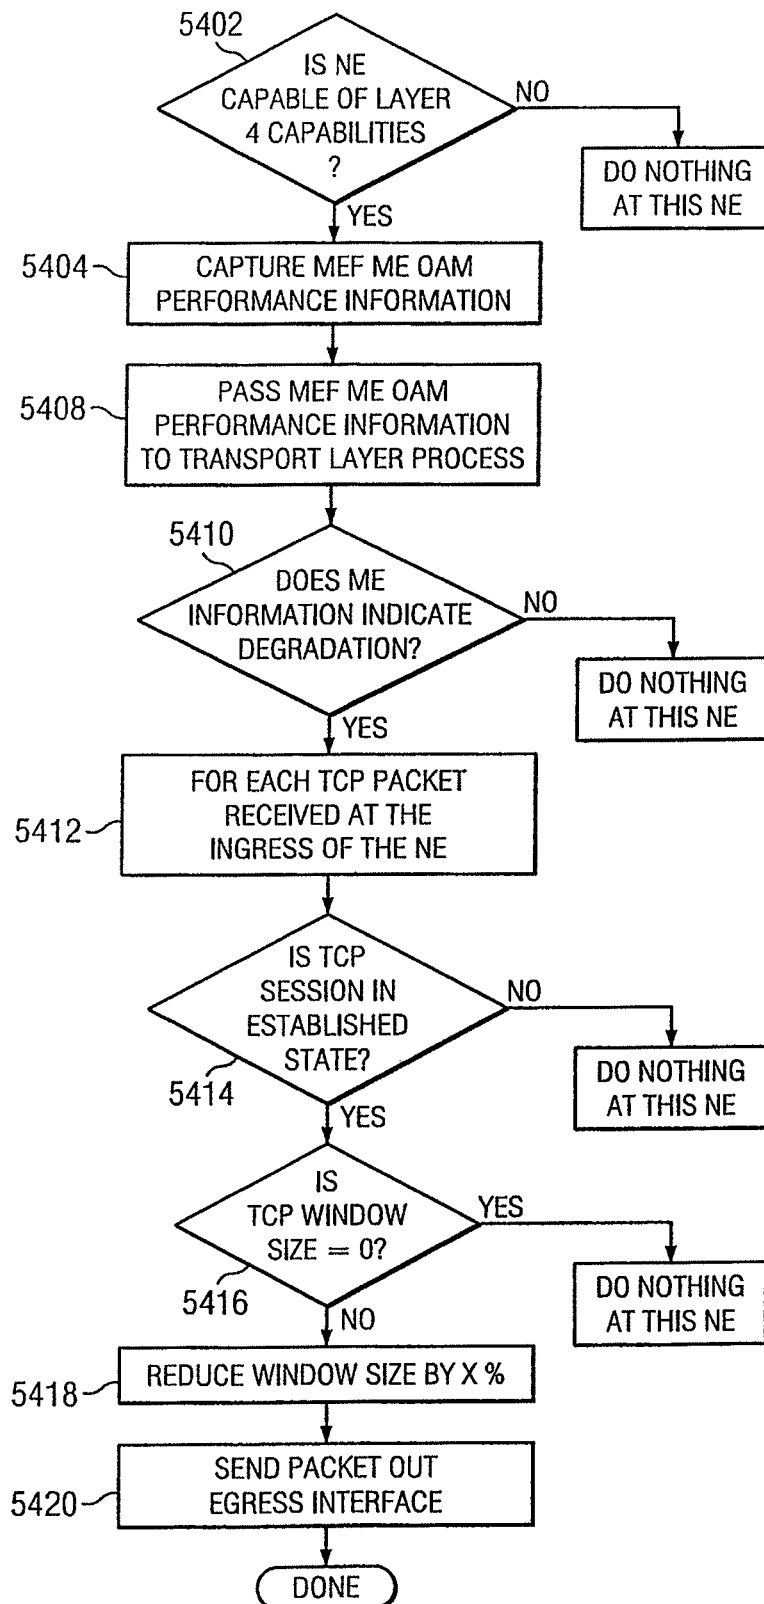 5402
IS NE
CAPABLE OF LAYER
4 CAPABILITIES
?
NO
DO NOTHING
AT THIS NE
YES
5404
CAPTURE MEF ME OAM
PERFORMANCE INFORMATION
5408
PASS MEF ME OAM
PERFORMANCE INFORMATION
TO TRANSPORT LAYER PROCESS
5410
DOES ME
INFORMATION INDICATE
DEGRADATION?
NO
DO NOTHING
AT THIS NE
YES
5412
FOR EACH TCP PACKET
RECEIVED AT THE
INGRESS OF THE NE
IS TCP
SESSION IN
ESTABLISHED
STATE?
5414
NO
DO NOTHING
AT THIS NE
YES
IS
TCP WINDOW
SIZE = 0?
5416
YES
DO NOTHING
AT THIS NE
NO
5418
REDUCE WINDOW SIZE BY X %
5420
SEND PACKET OUT
EGRESS INTERFACE
DONE